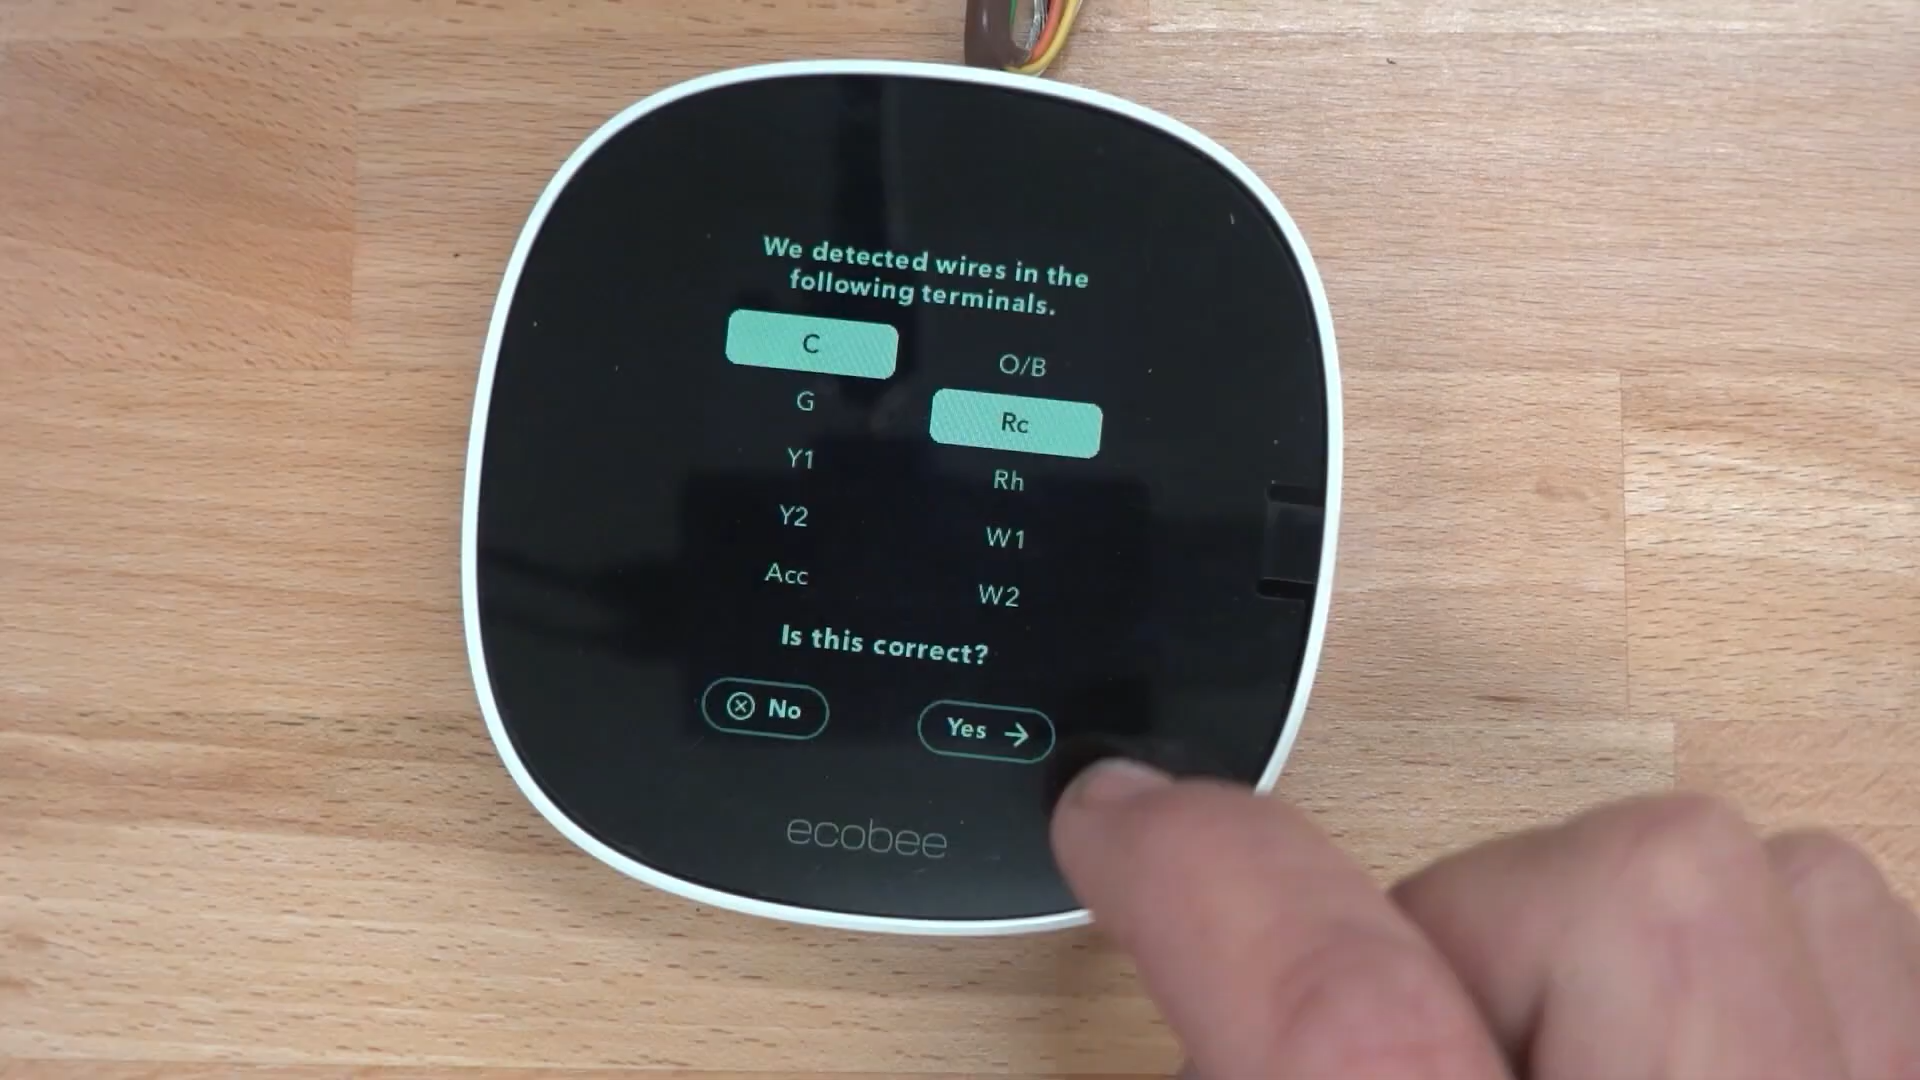 We detected wires in the
following terminals.
C
O/B
G
Rc
Y1
Rh
Y2
W1
Acc
W2
Is this correct?
No
Yes
ecobee